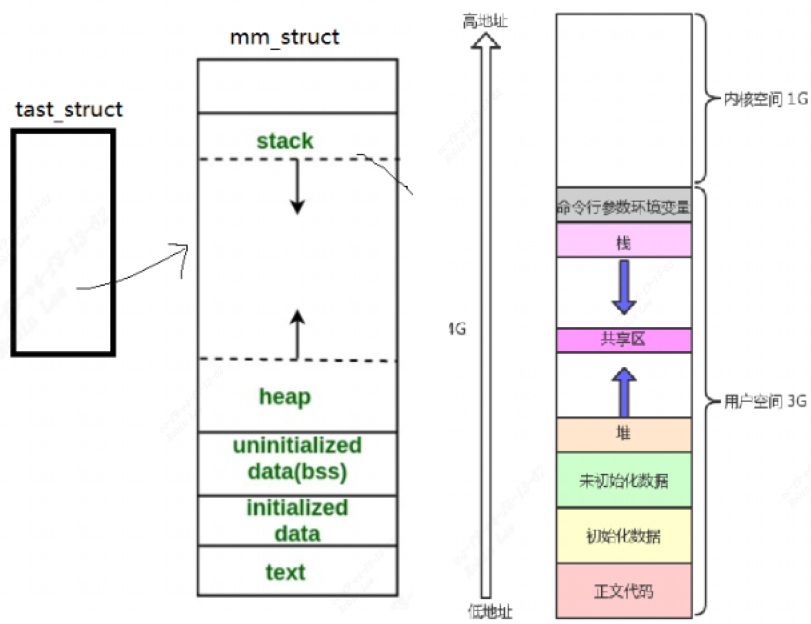 tast_struct
mm_struct
stack
heap
uninitialized
data(bss)
initialized
data
text
高地址
4G
低地址
内核空间 1G
命令行参数环境变量
栈
共享区
用户空间 3G
堆
未初始化数据
初始化数据
正文代码